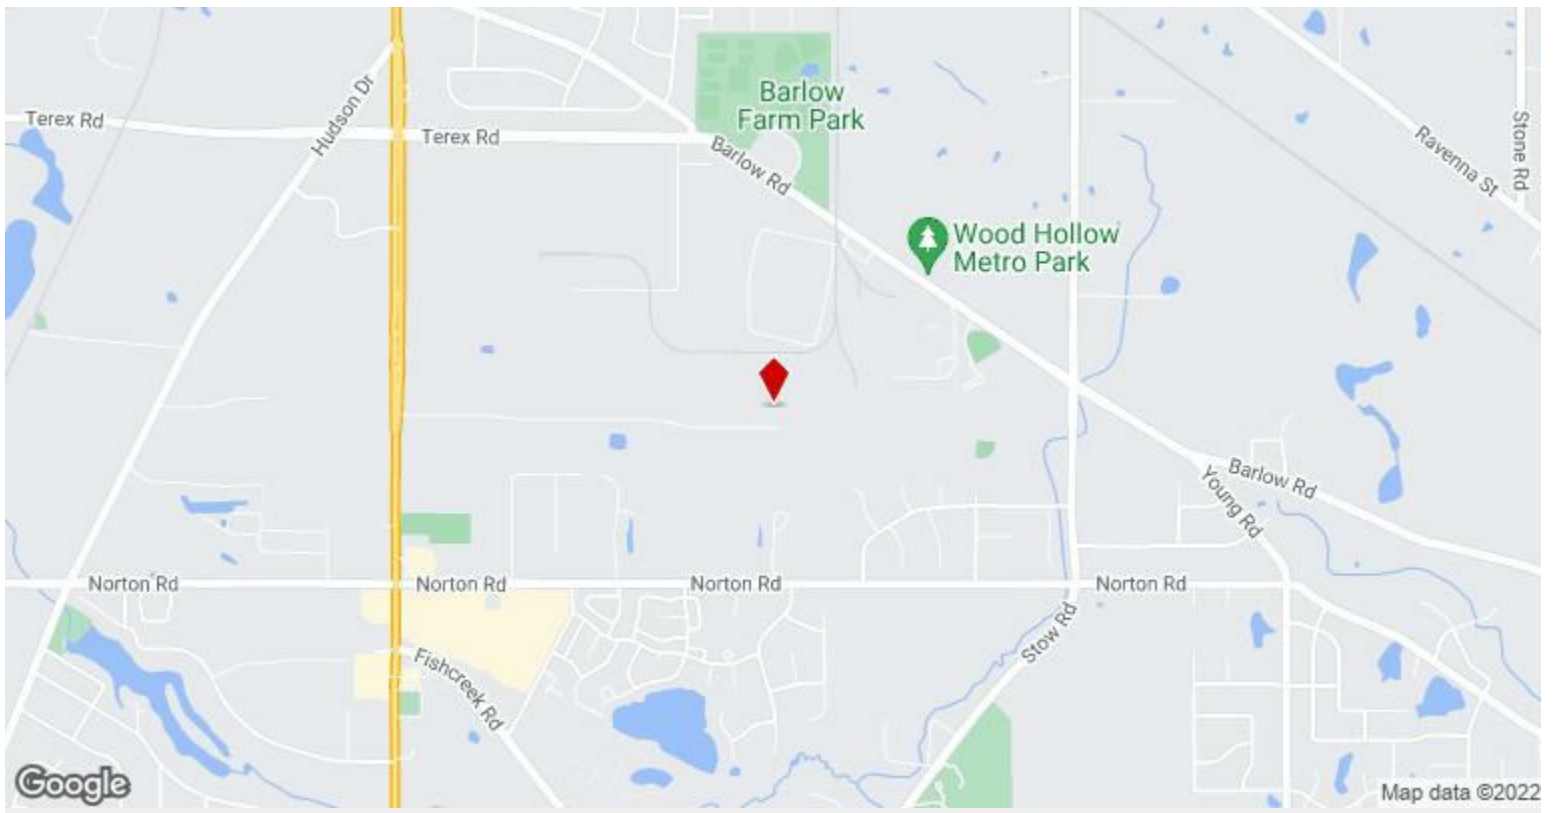 Terex Rd
Hudson Dr
Terex Rd
Barlow
Farm Park
Barlow Rd
Ravenna St
Stone Rd
Wood Hollow
Metro Park
Barlow Rd
Young Rd
Norton Rd
Norton Rd
Norton Rd
Norton Rd
Stow Rd
Fishcreek Rd
Google
Map data ©2022